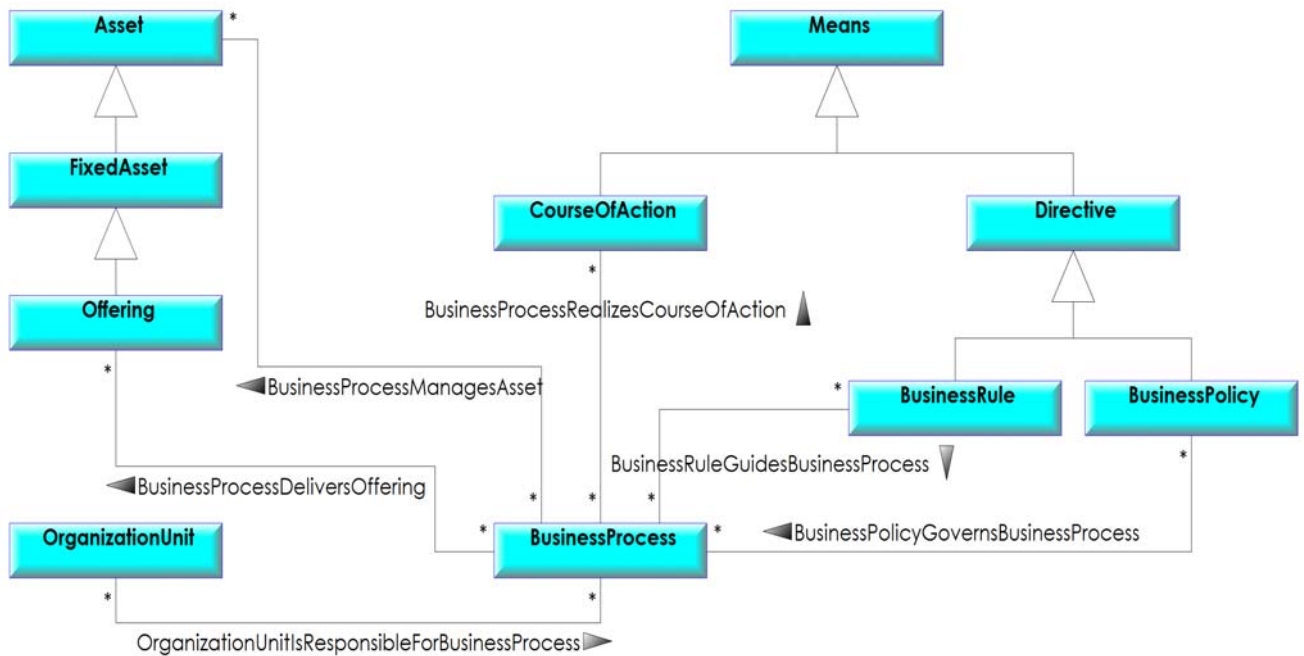 Asset
*
Means
FixedAsset
CourseOfAction
Directive
*
Offering
BusinessProcessRealizesCourseOfAction
*
BusinessProcessManagesAsset
*
BusinessRule
BusinessPolicy
*
BusinessRuleGuidesBusinessProcess
BusinessProcessDeliversOffering
*
*
*
OrganizationUnit
*
BusinessProcess
*
BusinessPolicyGovernsBusinessProcess
*
*
OrganizationUnitIsResponsibleForBusinessProcess